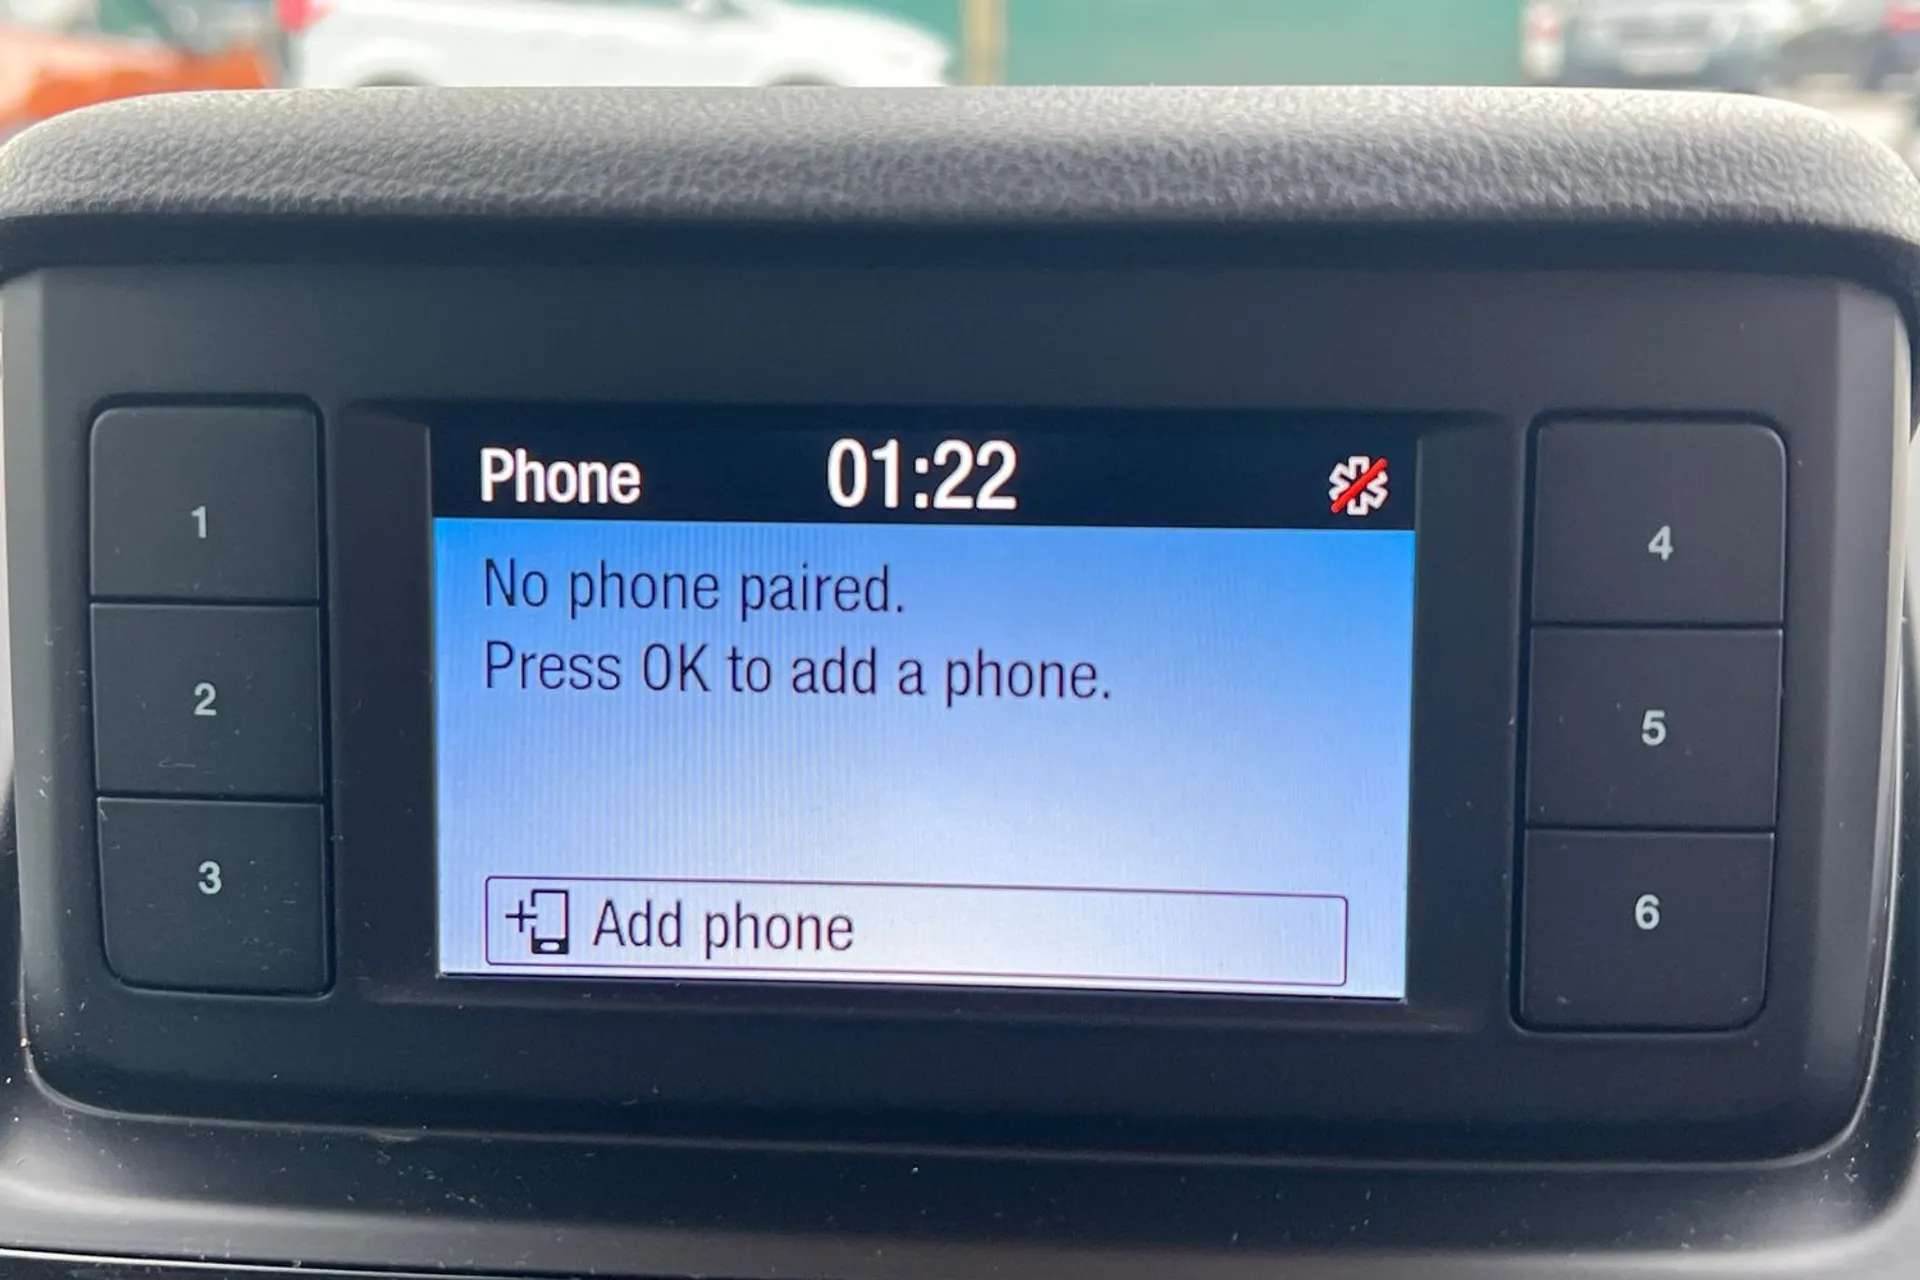 Phone 01:22
No phone paired.
Press OK to add a phone.
Add phone
1
2
3
4
5
6